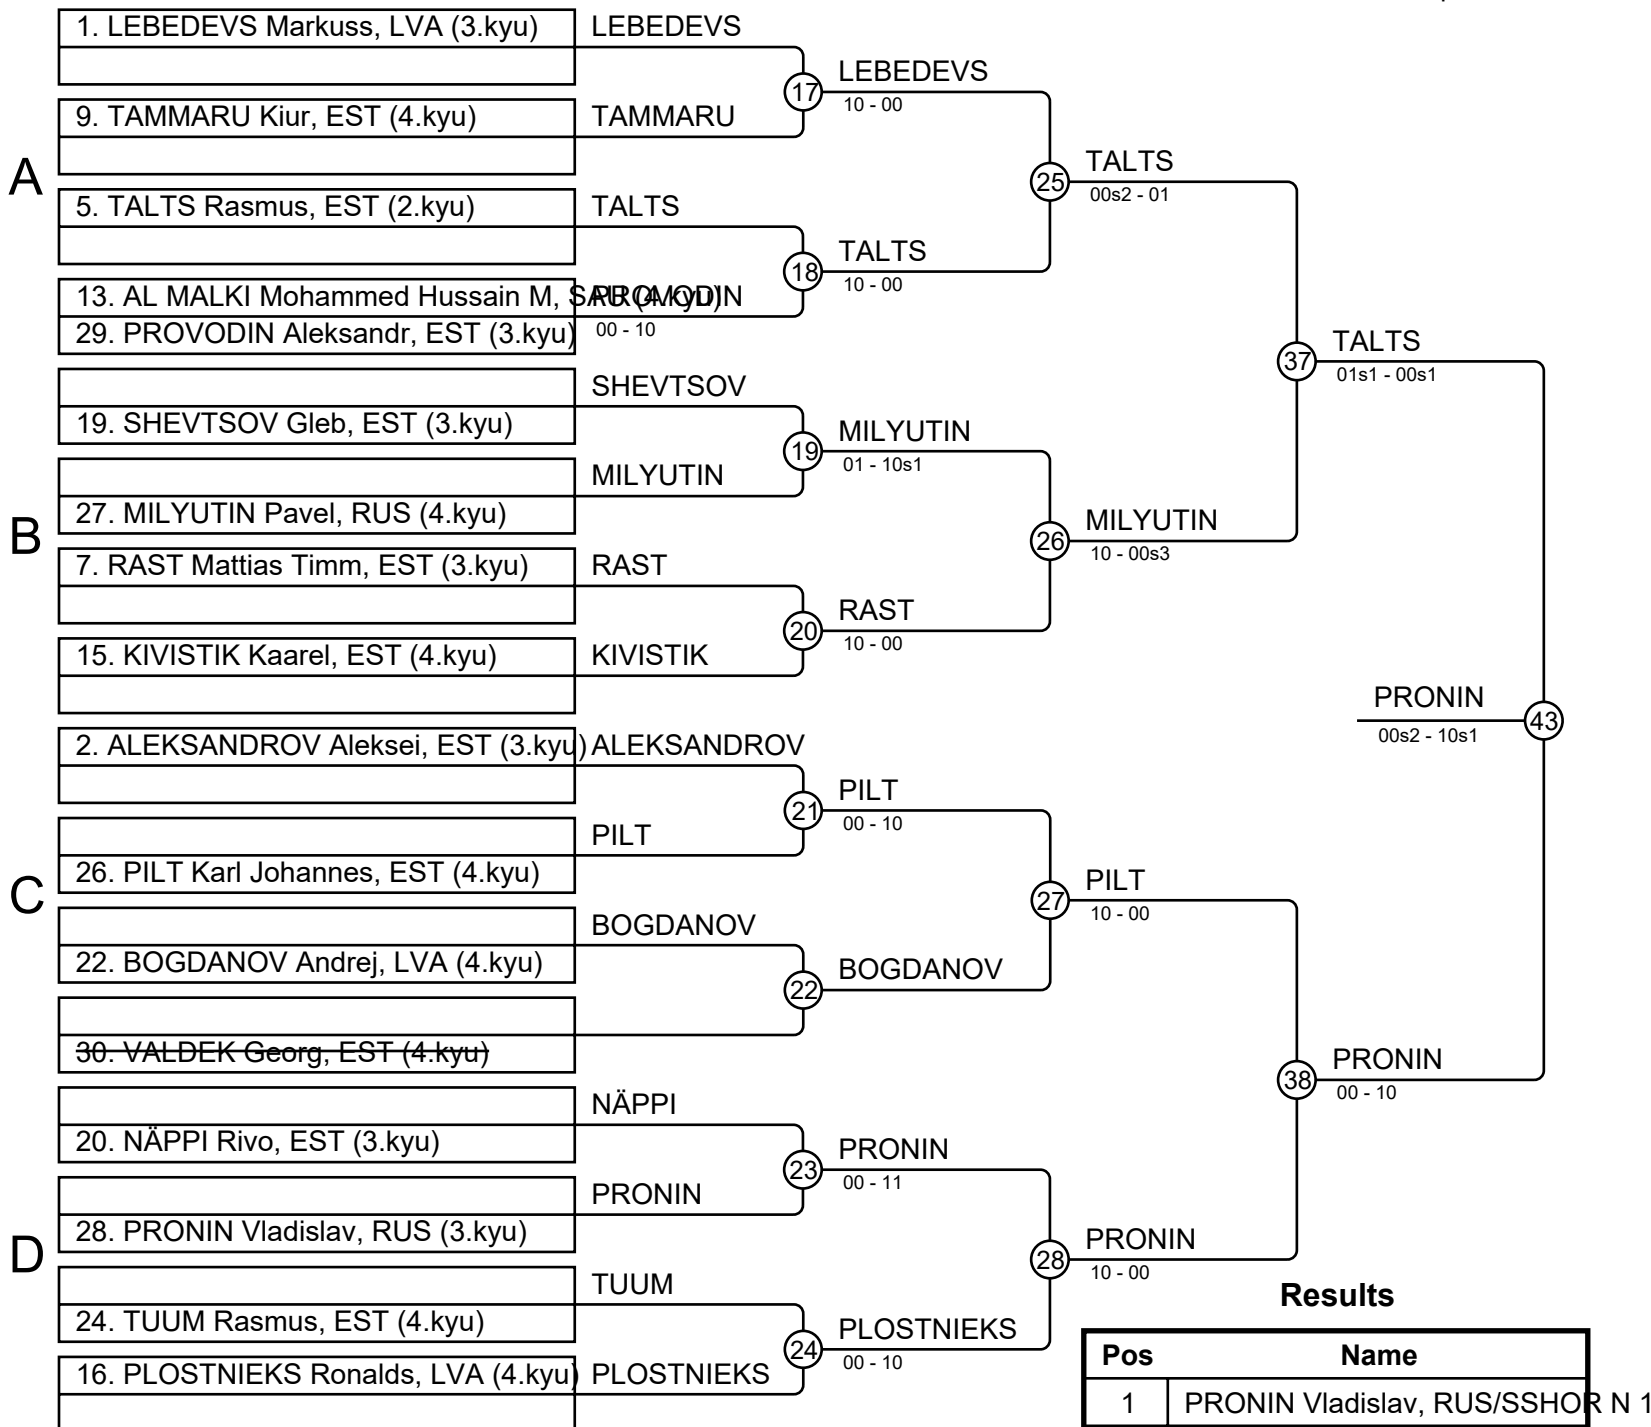 1. LEBEDEVS Markuss, LVA (3.kyu)
LEBEDEVS
17
LEBEDEVS
10 - 00
9. TAMMARU Kiur, EST (4.kyu)
TAMMARU
A
25
TALTS
00s2 - 01
5. TALTS Rasmus, EST (2.kyu)
TALTS
18
TALTS
10 - 00
13. AL MALKI Mohammed Hussain M, SAU (4.kyu)
PROVODIN
00 - 10
29. PROVODIN Aleksandr, EST (3.kyu)
37
TALTS
01s1 - 00s1
SHEVTSOV
19. SHEVTSOV Gleb, EST (3.kyu)
19
MILYUTIN
01 - 10s1
MILYUTIN
27. MILYUTIN Pavel, RUS (4.kyu)
B
26
MILYUTIN
10 - 00s3
7. RAST Mattias Timm, EST (3.kyu)
RAST
20
RAST
10 - 00
15. KIVISTIK Kaarel, EST (4.kyu)
KIVISTIK
PRONIN
43
00s2 - 10s1
2. ALEKSANDROV Aleksei, EST (3.kyu)
ALEKSANDROV
21
PILT
00 - 10
PILT
26. PILT Karl Johannes, EST (4.kyu)
C
27
PILT
10 - 00
BOGDANOV
22. BOGDANOV Andrej, LVA (4.kyu)
22
BOGDANOV
30. VALDEK Georg, EST (4.kyu)
38
PRONIN
00 - 10
NÄPPI
20. NÄPPI Rivo, EST (3.kyu)
23
PRONIN
00 - 11
PRONIN
28. PRONIN Vladislav, RUS (3.kyu)
D
28
PRONIN
10 - 00
TUUM
24. TUUM Rasmus, EST (4.kyu)
24
PLOSTNIEKS
00 - 10
16. PLOSTNIEKS Ronalds, LVA (4.kyu)
PLOSTNIEKS
Results
Pos Name
1 PRONIN Vladislav, RUS/SSHOR N 1